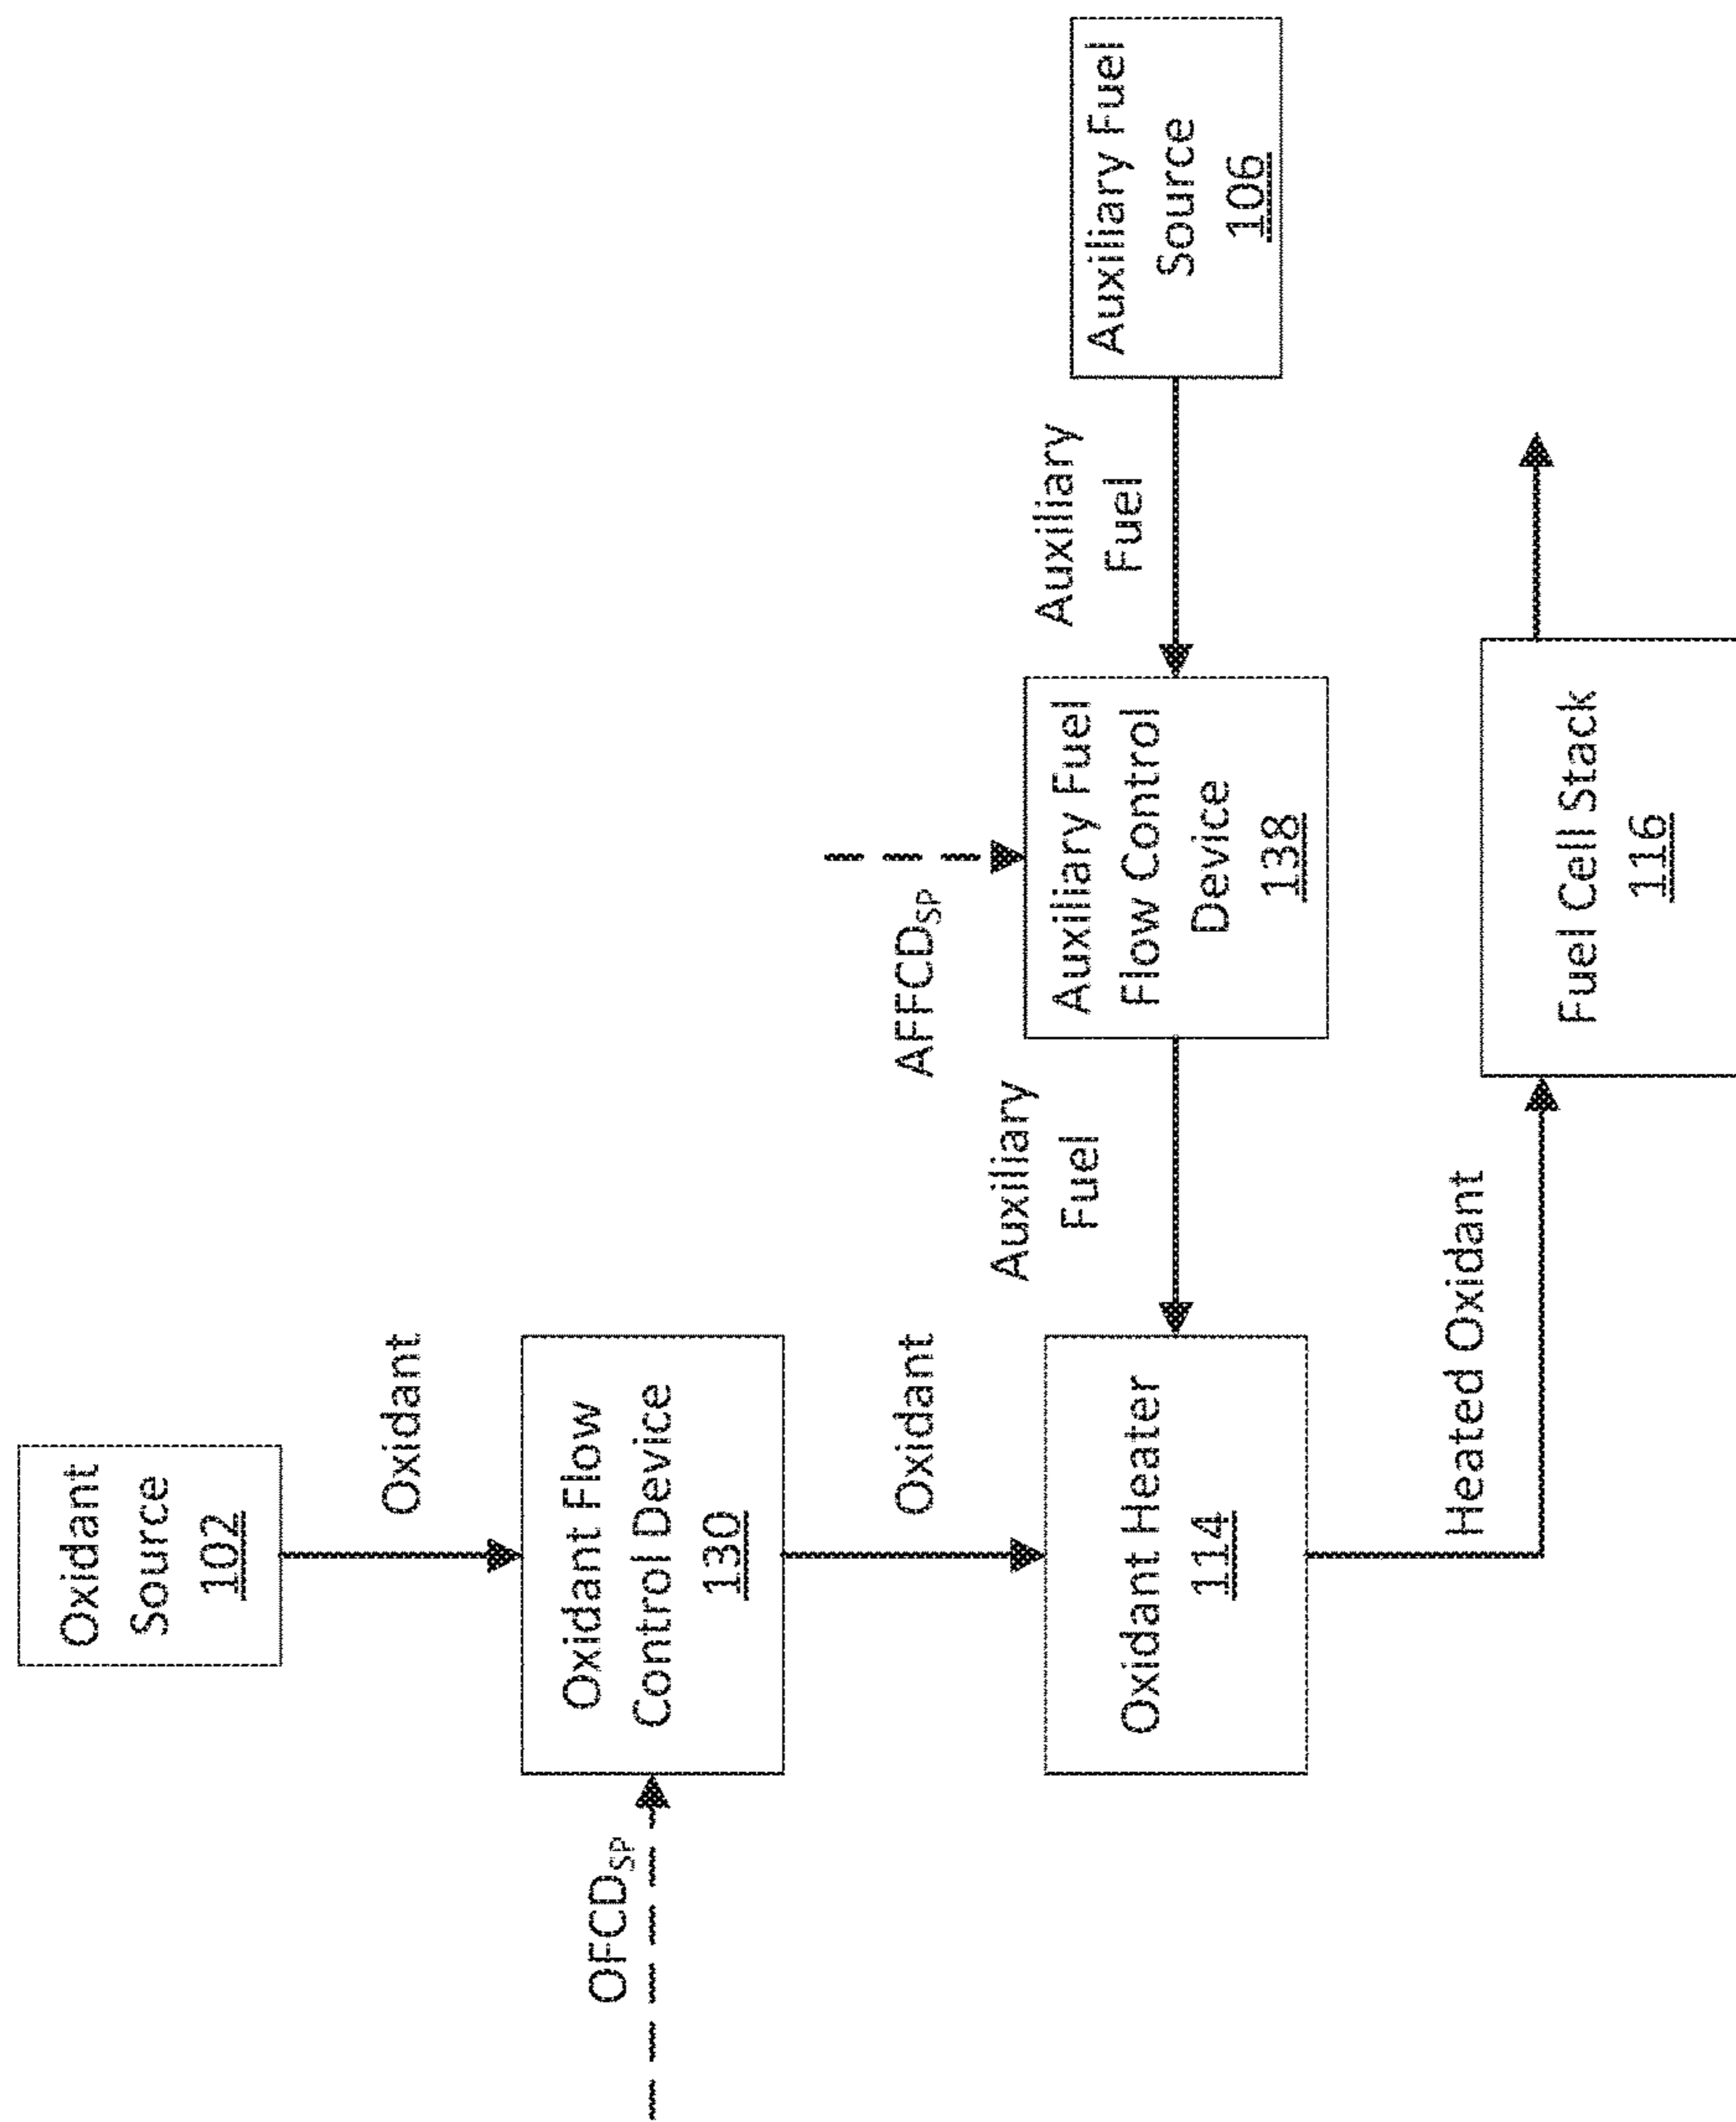 Oxidant
Source
102
Oxidant
OFCD_SP
Oxidant Flow
Control Device
130
Oxidant
Oxidant Heater
114
Auxiliary
Fuel
AFFCD_SP
Auxiliary Fuel
Flow Control
Device
138
Auxiliary
Fuel
Auxiliary Fuel
Source
106
Heated Oxidant
Fuel Cell Stack
116